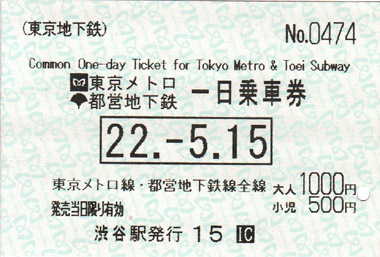 (東京地下鉄) No.0474
Common One-day Ticket for Tokyo Metro & Toei Subway
東京メトロ
都営地下鉄 一日乗車券
22.-5.15
東京メトロ線・都営地下鉄線全線 大人1000円
発売当日限り有効 小児 500円
渋谷駅発行 15 IC